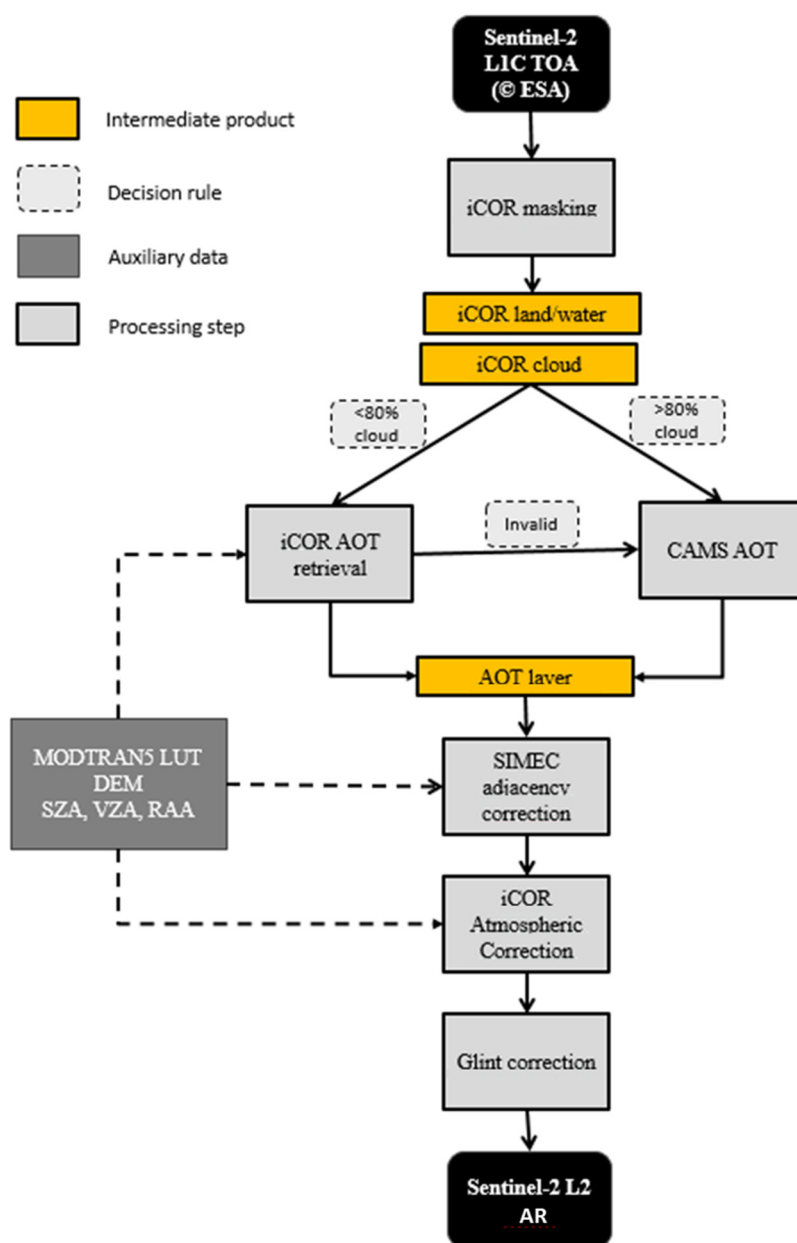 Sentinel-2
L1C TOA
(© ESA)
Intermediate product
Decision rule
Auxiliary data
Processing step
iCOR masking
iCOR land/water
iCOR cloud
<80%
cloud
>80%
cloud
iCOR AOT
retrieval
Invalid
CAMS AOT
AOT layer
MODTRAN5 LUT
DEM
SZA, VZA, RAA
SIMEC
adjacency
correction
iCOR
Atmospheric
Correction
Glint correction
Sentinel-2 L2
AR